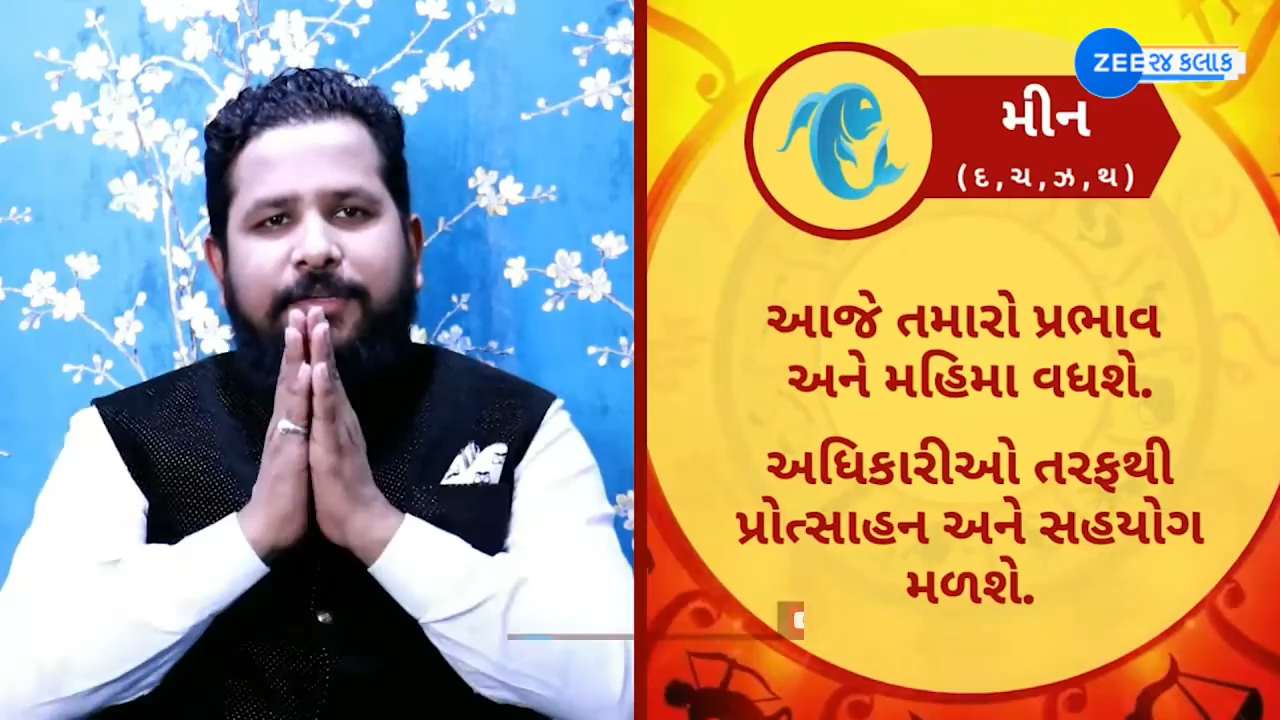 ZEE ૨૪ કલાક
મીન
( દ , ચ , ઝ , થ )
આજે તમારો પ્રભાવ
અને મહિમા વધશે.
અધિકારીઓ તરફથી
પ્રોત્સાહન અને સહયોગ
મળશે.